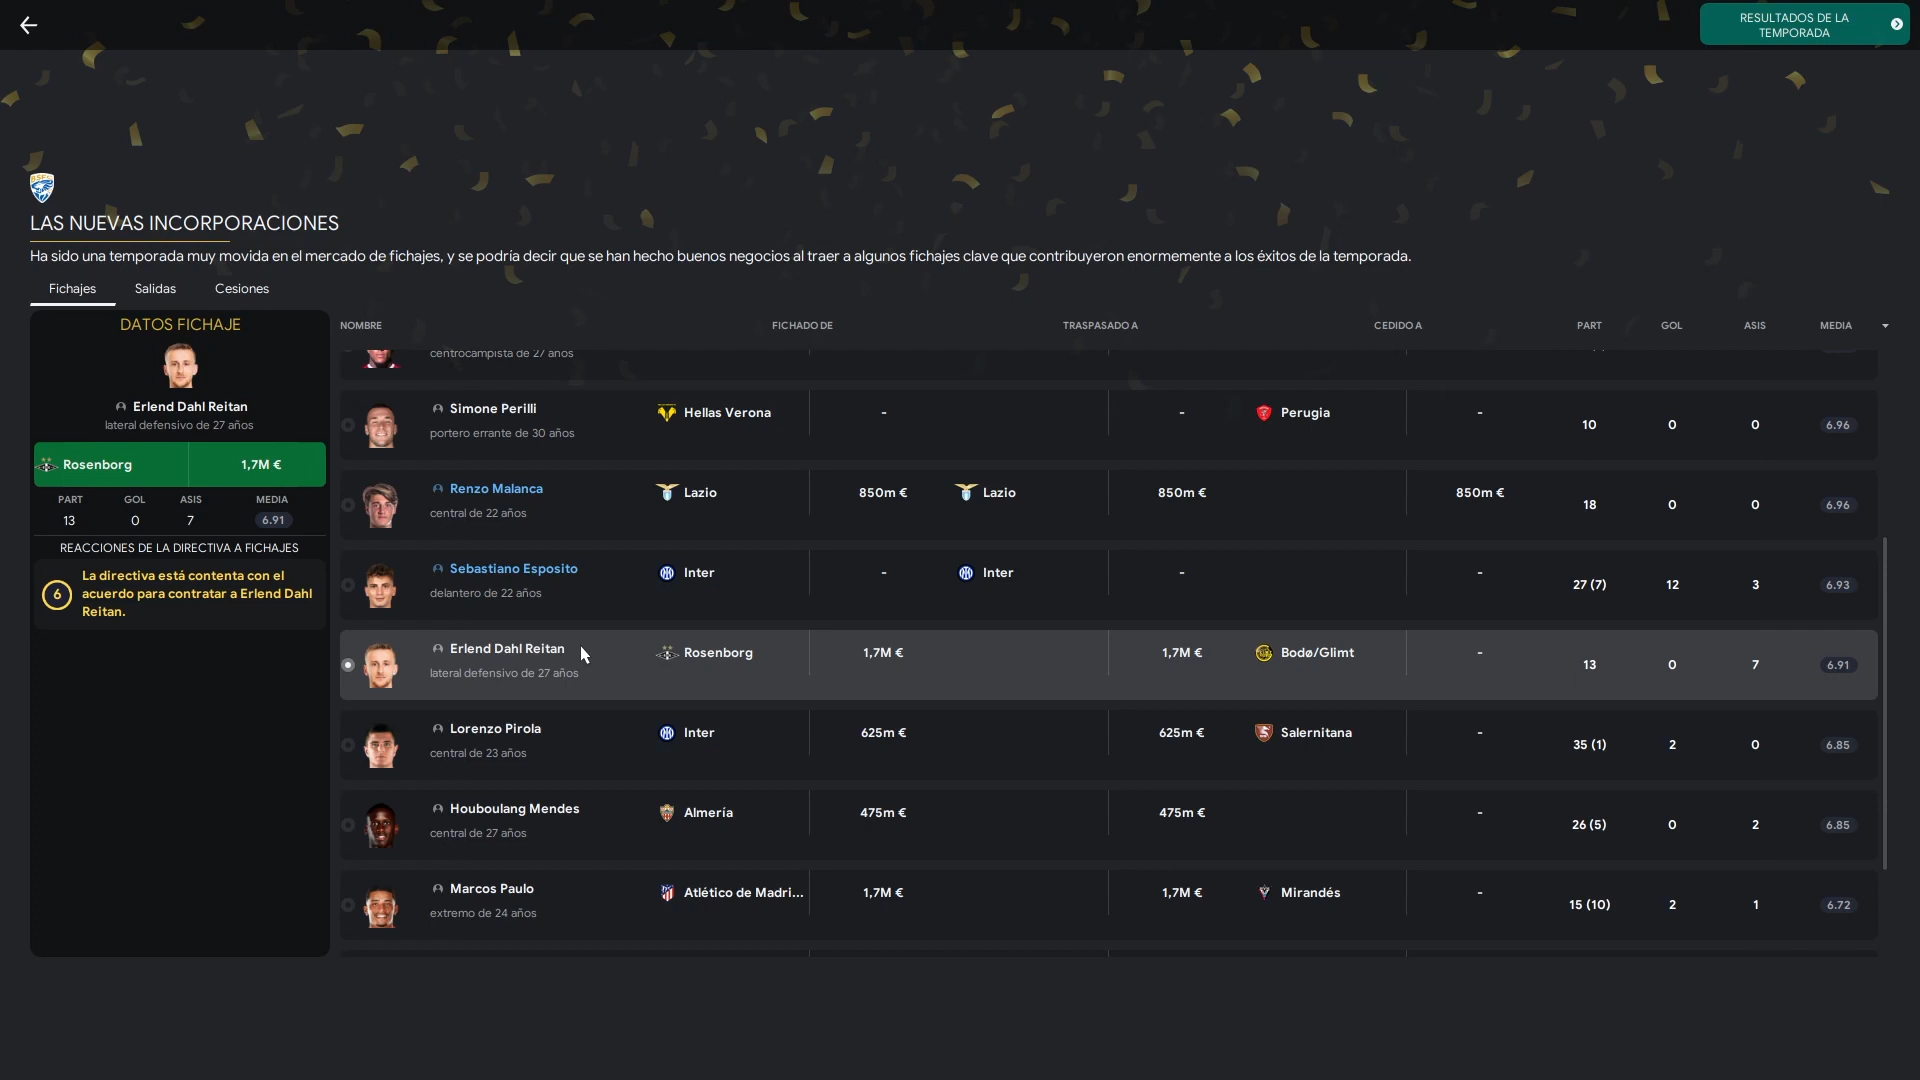 RESULTADOS DE LA
TEMPORADA
LAS NUEVAS INCORPORACIONES
Ha sido una temporada muy movida en el mercado de fichajes, y se podría decir que se han hecho buenos negocios al traer a algunos fichajes clave que contribuyeron enormemente a los éxitos de la temporada.
Fichajes Salidas Cesiones
DATOS FICHAJE
Erlend Dahl Reitan
lateral defensivo de 27 años
Rosenborg 1,7M €
PART GOL ASIS MEDIA
13 0 7 6.91
REACCIONES DE LA DIRECTIVA A FICHAJES
6
La directiva está contenta con el
acuerdo para contratar a Erlend Dahl
Reitan.
NOMBRE FICHADO DE TRASPASADO A CEDIDO A PART GOL ASIS MEDIA
centrocampista de 27 años
Simone Perilli Hellas Verona - - Perugia - 10 0 0 6.96
portero errante de 30 años
Renzo Malanca Lazio 850m € Lazio 850m € 850m € 18 0 0 6.96
central de 22 años
Sebastiano Esposito Inter - Inter - - 27 (7) 12 3 6.93
delantero de 22 años
Erlend Dahl Reitan Rosenborg 1,7M € 1,7M € Bodø/Glimt - 13 0 7 6.91
lateral defensivo de 27 años
Lorenzo Pirola Inter 625m € 625m € Salernitana - 35 (1) 2 0 6.85
central de 23 años
Houboulang Mendes Almería 475m € 475m € - 26 (5) 0 2 6.85
central de 27 años
Marcos Paulo Atlético de Madri... 1,7M € 1,7M € Mirandés - 15 (10) 2 1 6.72
extremo de 24 años